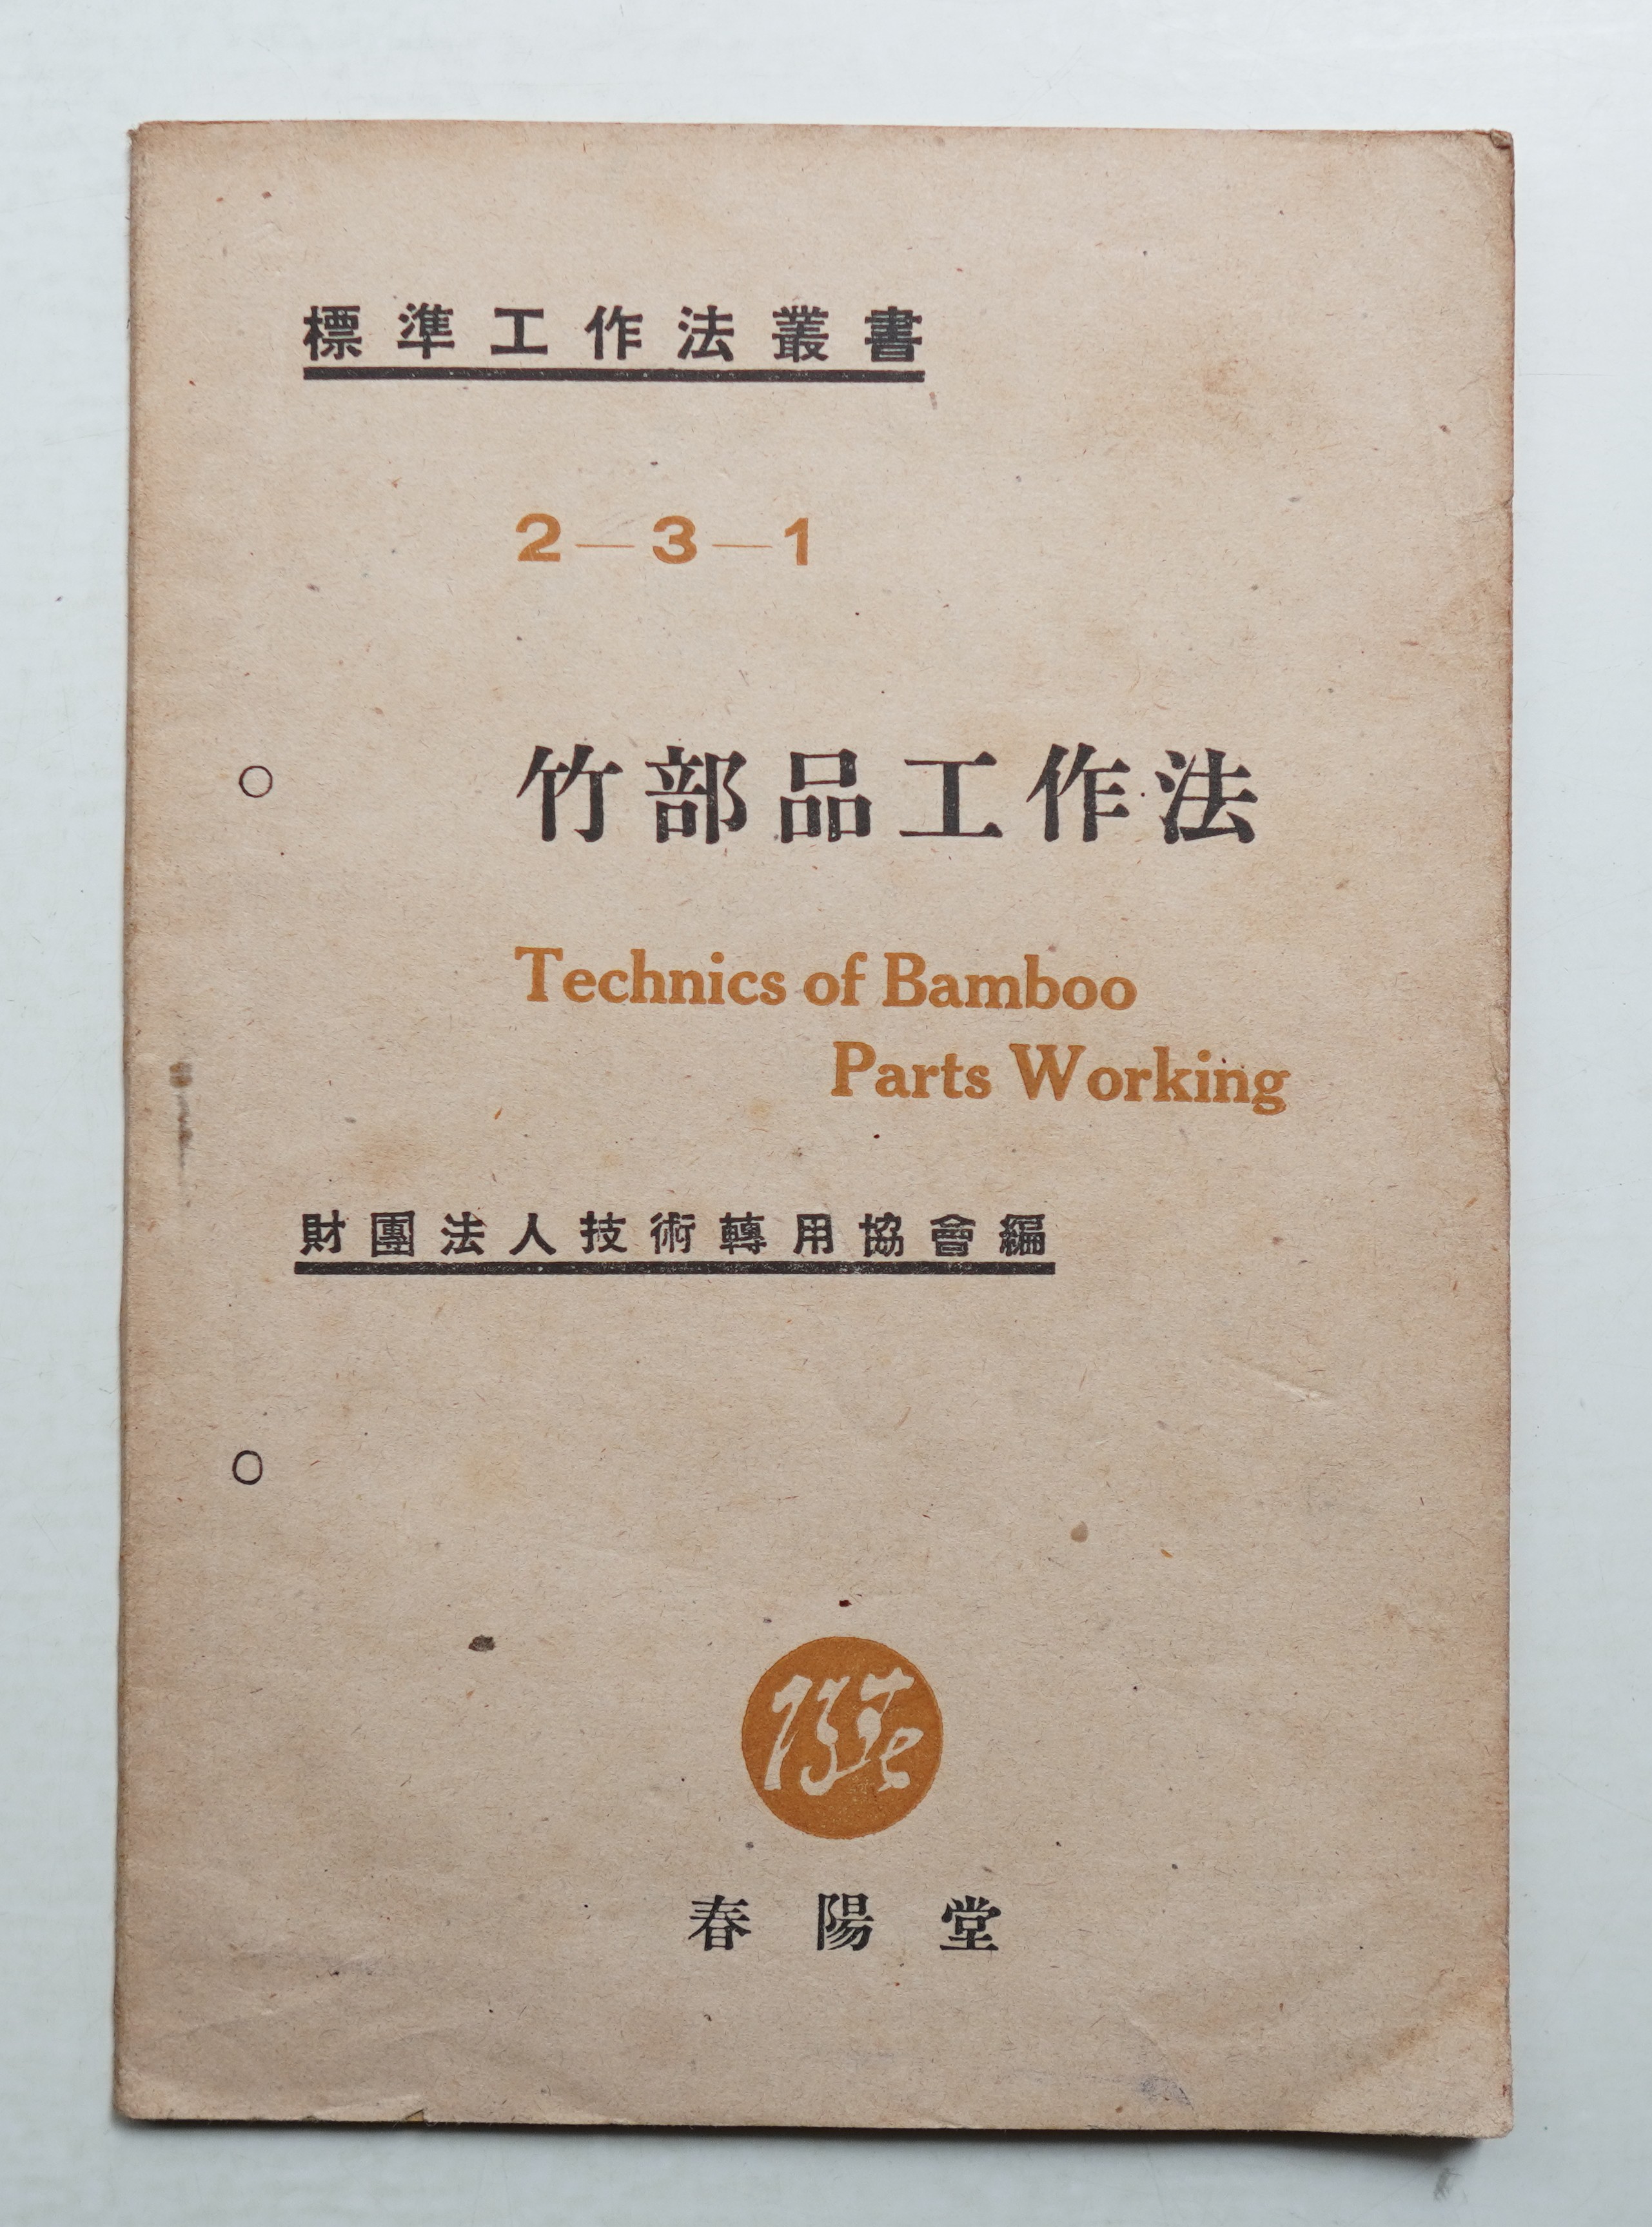 標準工作法叢書
2—3—1
竹部品工作法
Technics of Bamboo
Parts Working
財團法人技術轉用協會編
春陽堂